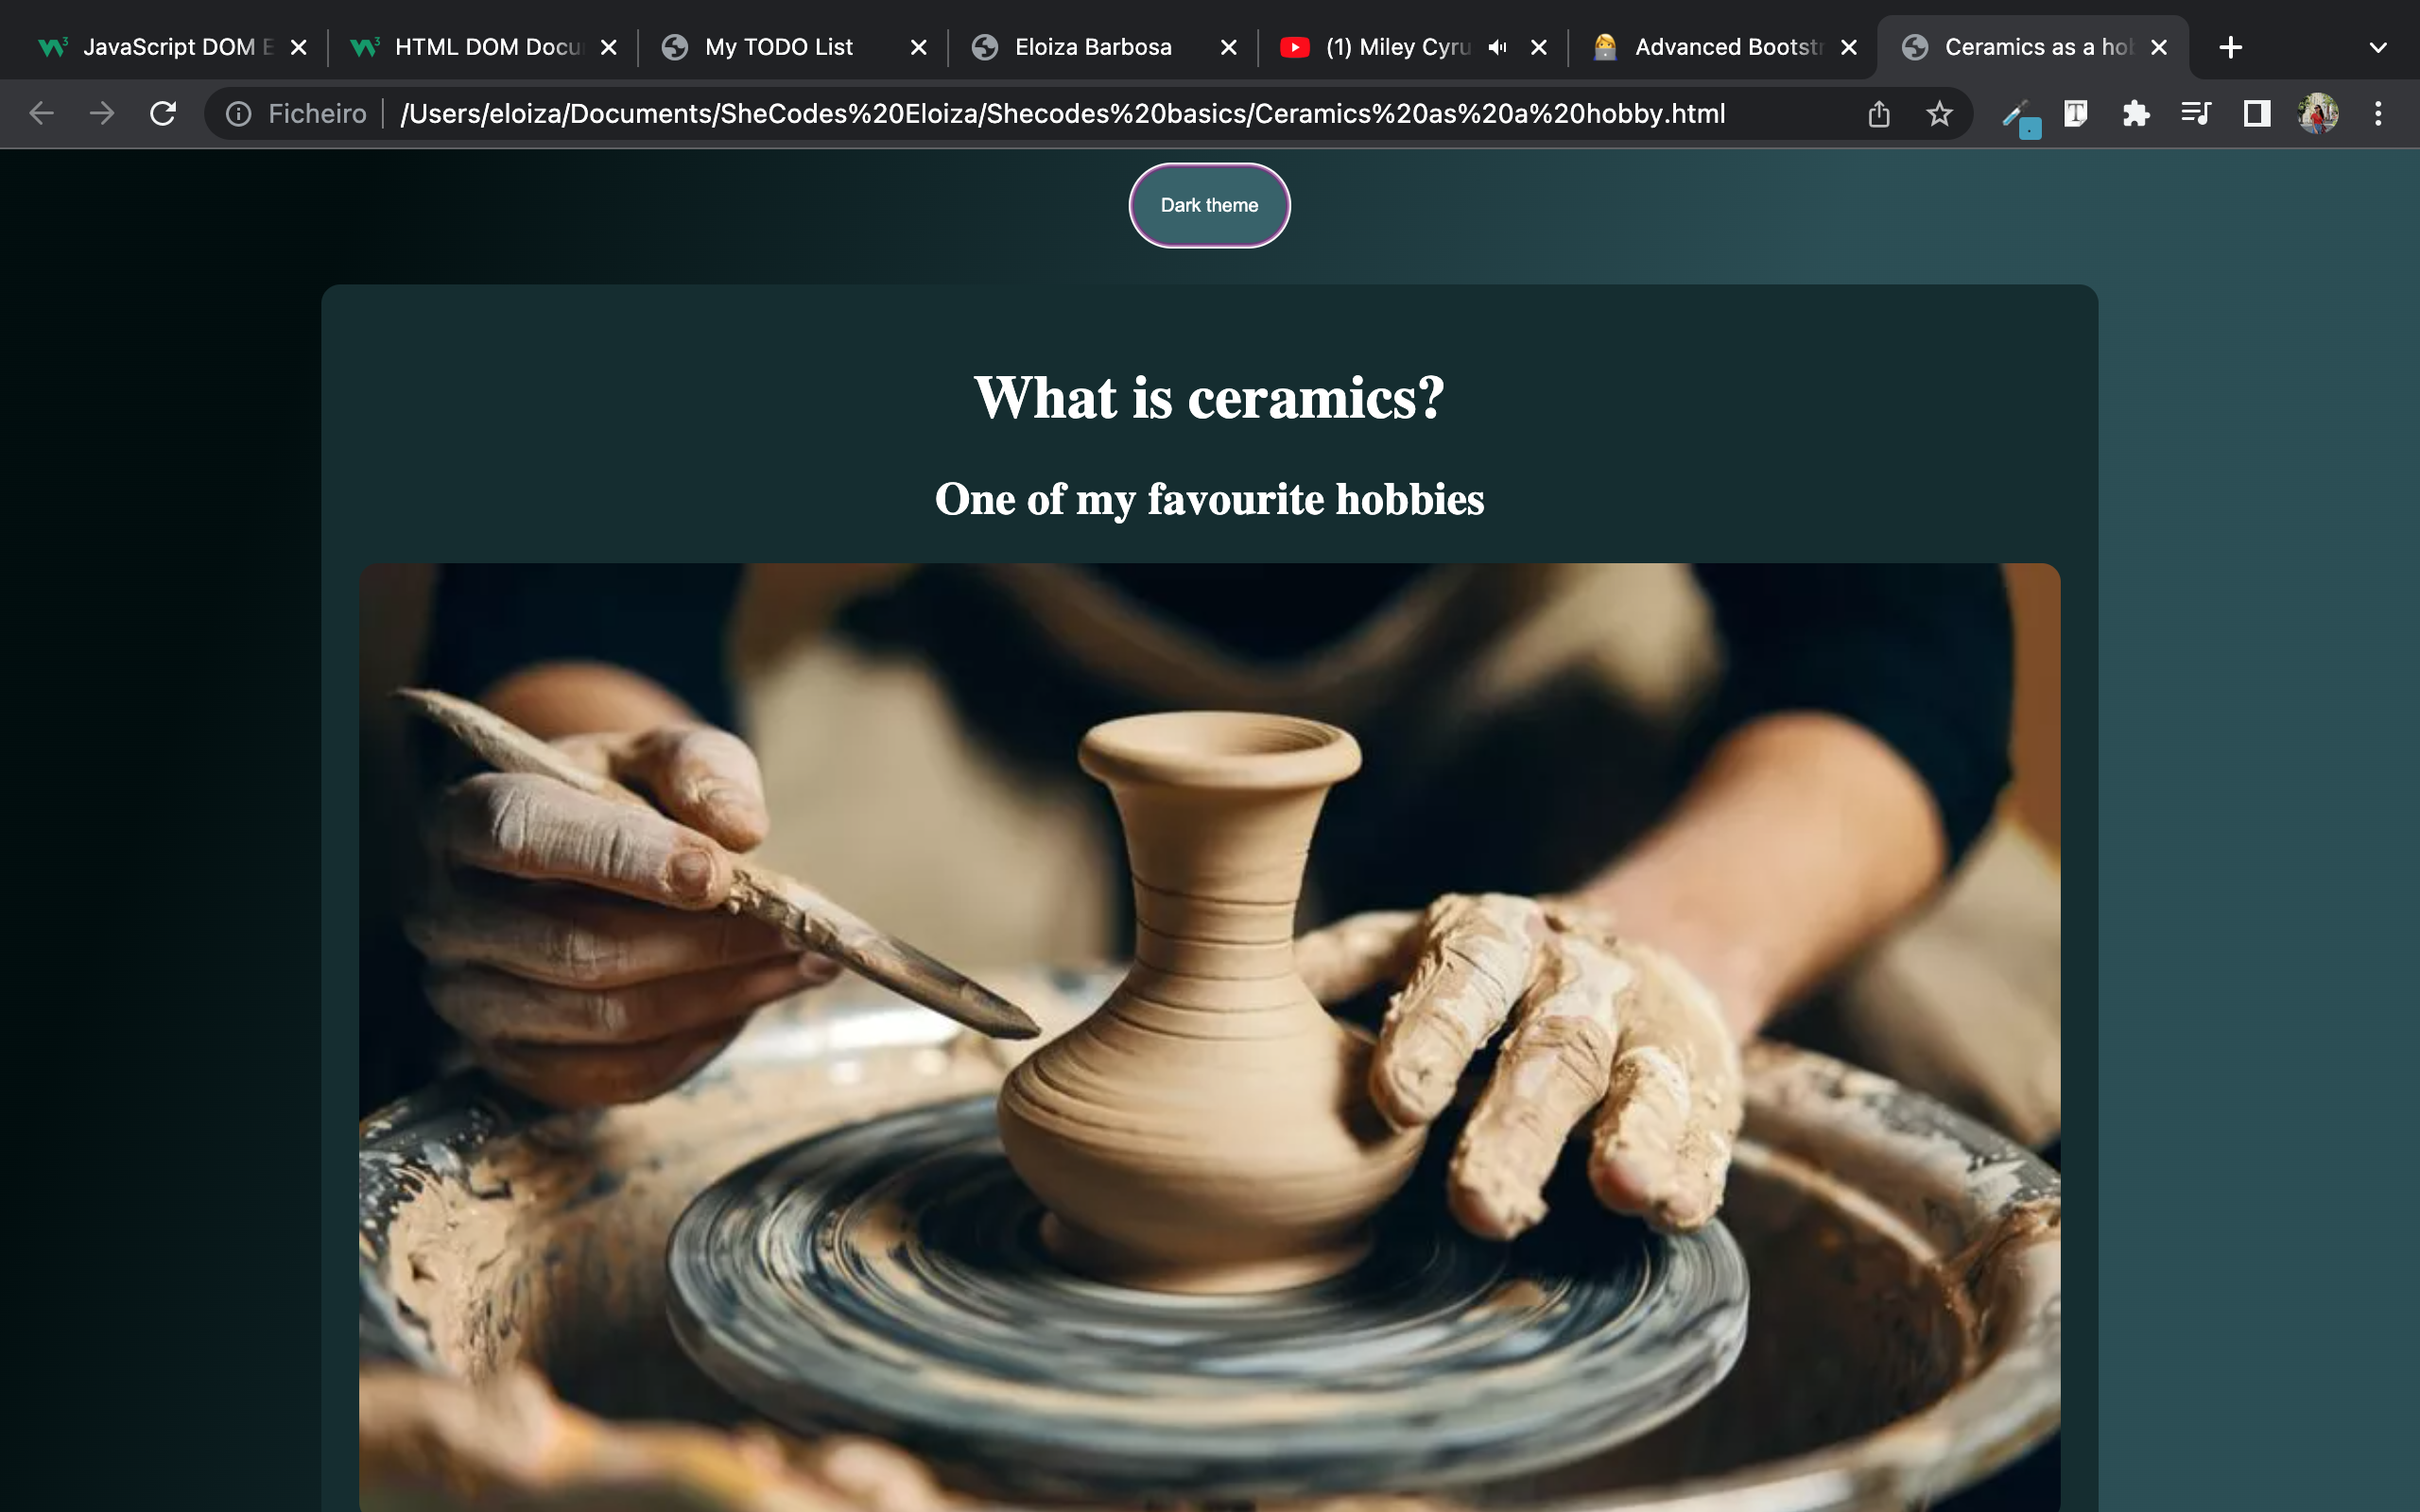 JavaScript DOM E
HTML DOM Docu
My TODO List
Eloiza Barbosa
(1) Miley Cyru
Advanced Bootstr
Ceramics as a hob
Ficheiro
/Users/eloiza/Documents/SheCodes%20Eloiza/Shecodes%20basics/Ceramics%20as%20a%20hobby.html
Dark theme
What is ceramics?
One of my favourite hobbies